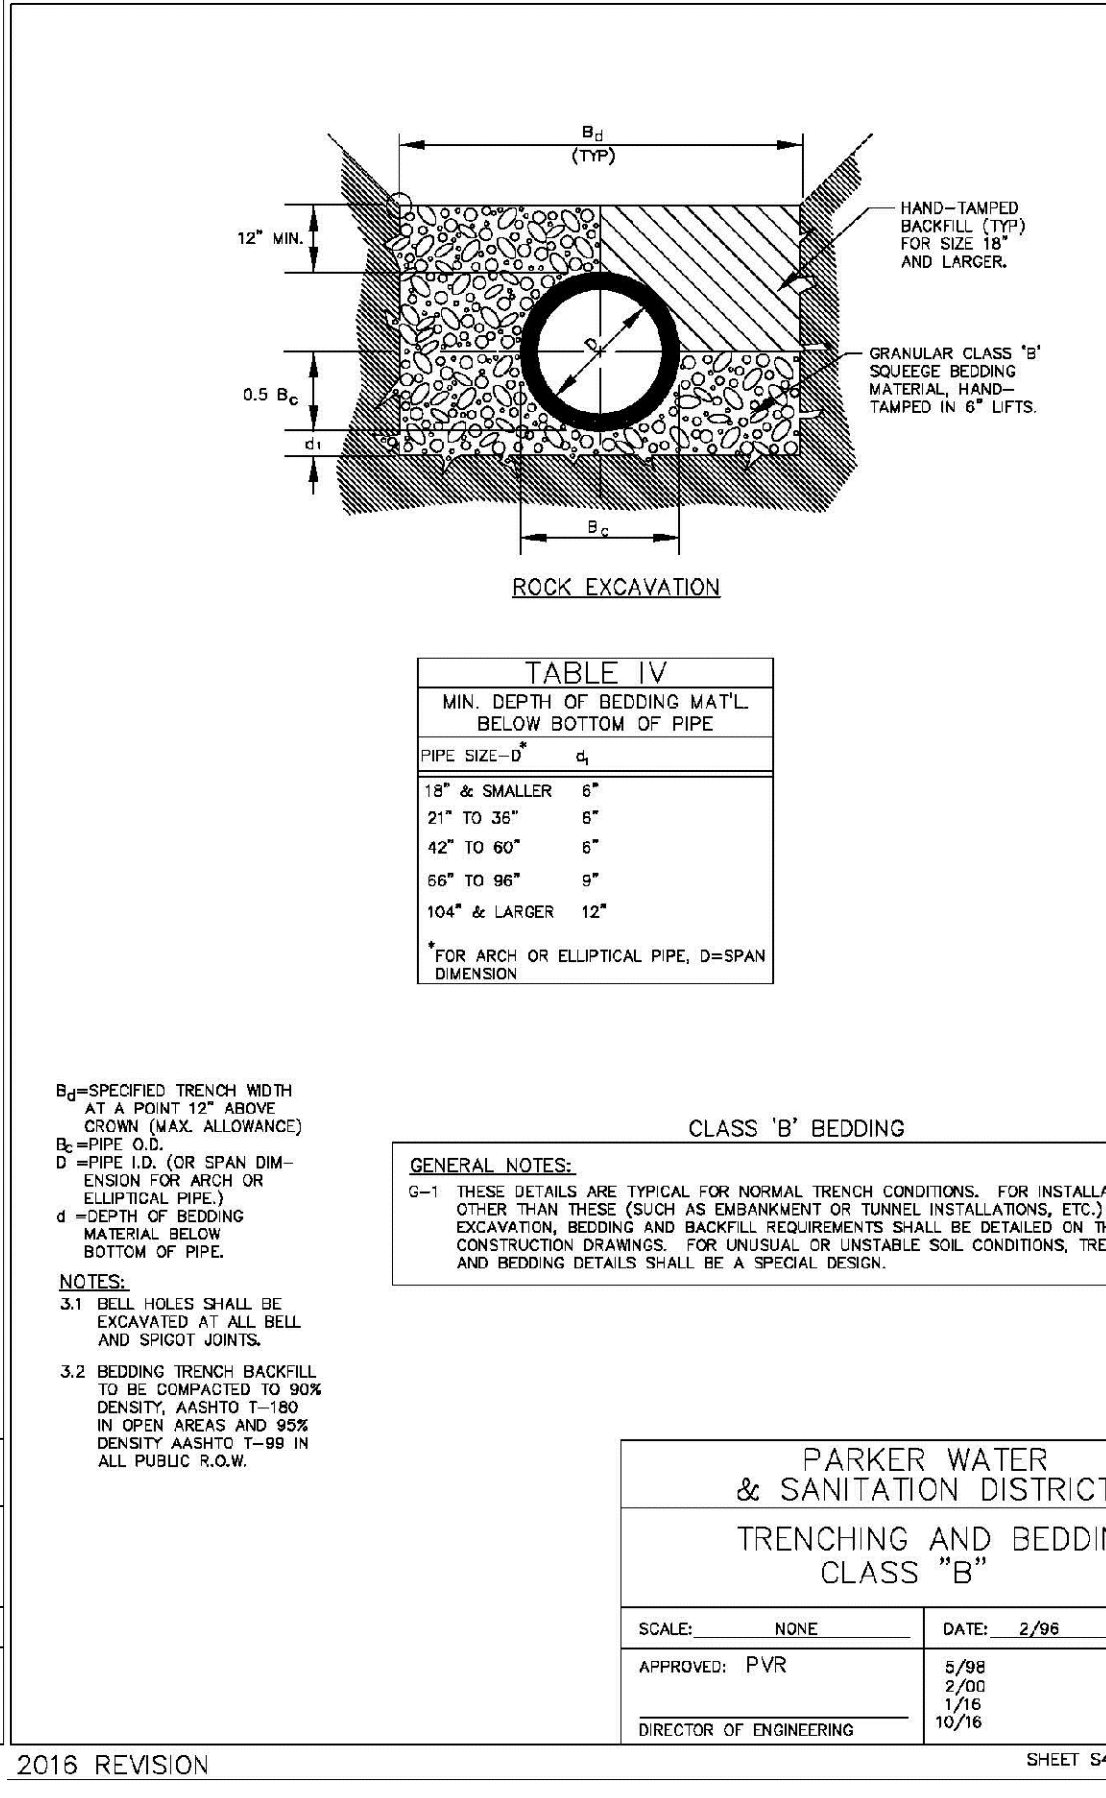 Bd
(TYP)
12" MIN.
HAND-TAMPED
BACKFILL (TYP)
FOR SIZE 18"
AND LARGER.
D
0.5 Bc
GRANULAR CLASS 'B'
SQUEEGE BEDDING
MATERIAL, HAND-
TAMPED IN 6" LIFTS.
d1
Bc
ROCK EXCAVATION
TABLE IV
MIN. DEPTH OF BEDDING MAT'L.
BELOW BOTTOM OF PIPE
PIPE SIZE-D* d1
18" & SMALLER 6"
21" TO 36" 6"
42" TO 60" 6"
66" TO 96" 9"
104" & LARGER 12"
*FOR ARCH OR ELLIPTICAL PIPE, D=SPAN
DIMENSION
Bd=SPECIFIED TRENCH WIDTH
AT A POINT 12" ABOVE
CROWN (MAX. ALLOWANCE)
Bc=PIPE O.D.
D =PIPE I.D. (OR SPAN DIM-
ENSION FOR ARCH OR
ELLIPTICAL PIPE.)
d =DEPTH OF BEDDING
MATERIAL BELOW
BOTTOM OF PIPE.
NOTES:
3.1 BELL HOLES SHALL BE
EXCAVATED AT ALL BELL
AND SPIGOT JOINTS.
3.2 BEDDING TRENCH BACKFILL
TO BE COMPACTED TO 90%
DENSITY, AASHTO T-180
IN OPEN AREAS AND 95%
DENSITY AASHTO T-99 IN
ALL PUBLIC R.O.W.
CLASS 'B' BEDDING
GENERAL NOTES:
G-1 THESE DETAILS ARE TYPICAL FOR NORMAL TRENCH CONDITIONS. FOR INSTALLA
OTHER THAN THESE (SUCH AS EMBANKMENT OR TUNNEL INSTALLATIONS, ETC.)
EXCAVATION, BEDDING AND BACKFILL REQUIREMENTS SHALL BE DETAILED ON TH
CONSTRUCTION DRAWINGS. FOR UNUSUAL OR UNSTABLE SOIL CONDITIONS, TRE
AND BEDDING DETAILS SHALL BE A SPECIAL DESIGN.
PARKER WATER
& SANITATION DISTRICT
TRENCHING AND BEDDIN
CLASS "B"
SCALE: NONE
DATE: 2/96
APPROVED: PVR
5/98
2/00
1/16
10/16
DIRECTOR OF ENGINEERING
2016 REVISION
SHEET S4